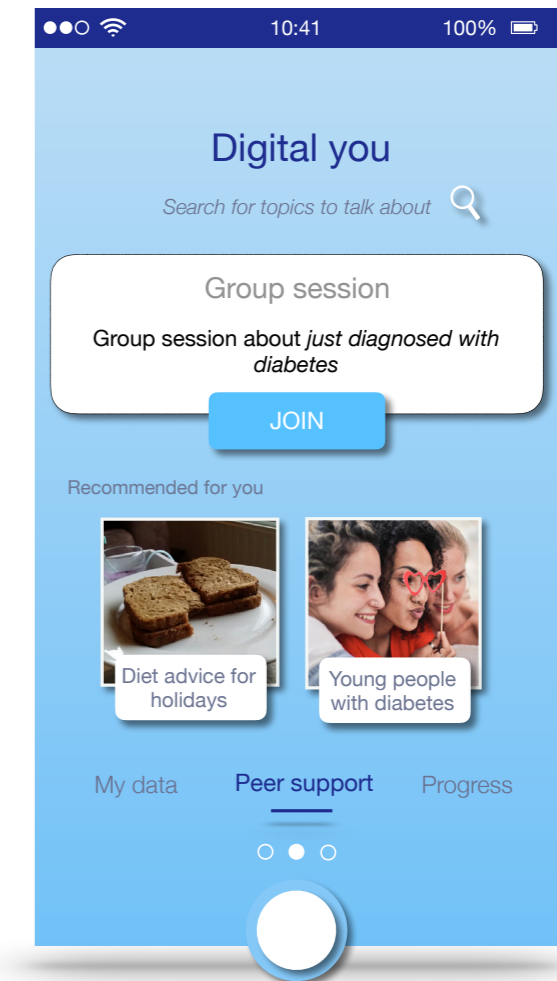 10:41 100%
Digital you
Search for topics to talk about
Group session
Group session about just diagnosed with
diabetes
JOIN
Recommended for you
Diet advice for
holidays
Young people
with diabetes
My data Peer support Progress